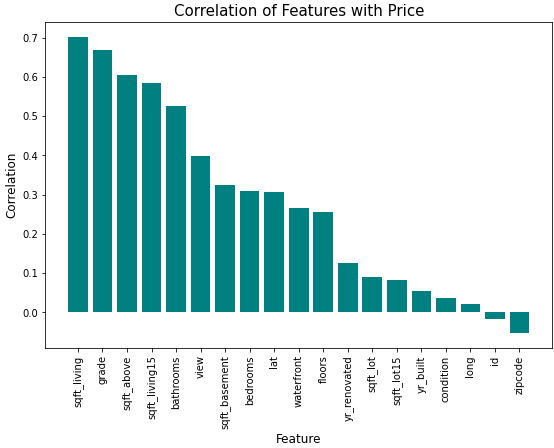 Correlation of Features with Price
Correlation
0.7
0.6
0.5
0.4
0.3
0.2
0.1
0.0
sqft_living
grade
sqft_above
sqft_living15
bathrooms
view
sqft_basement
bedrooms
lat
waterfront
floors
yr_renovated
sqft_lot
sqft_lot15
yr_built
condition
long
id
zipcode
Feature